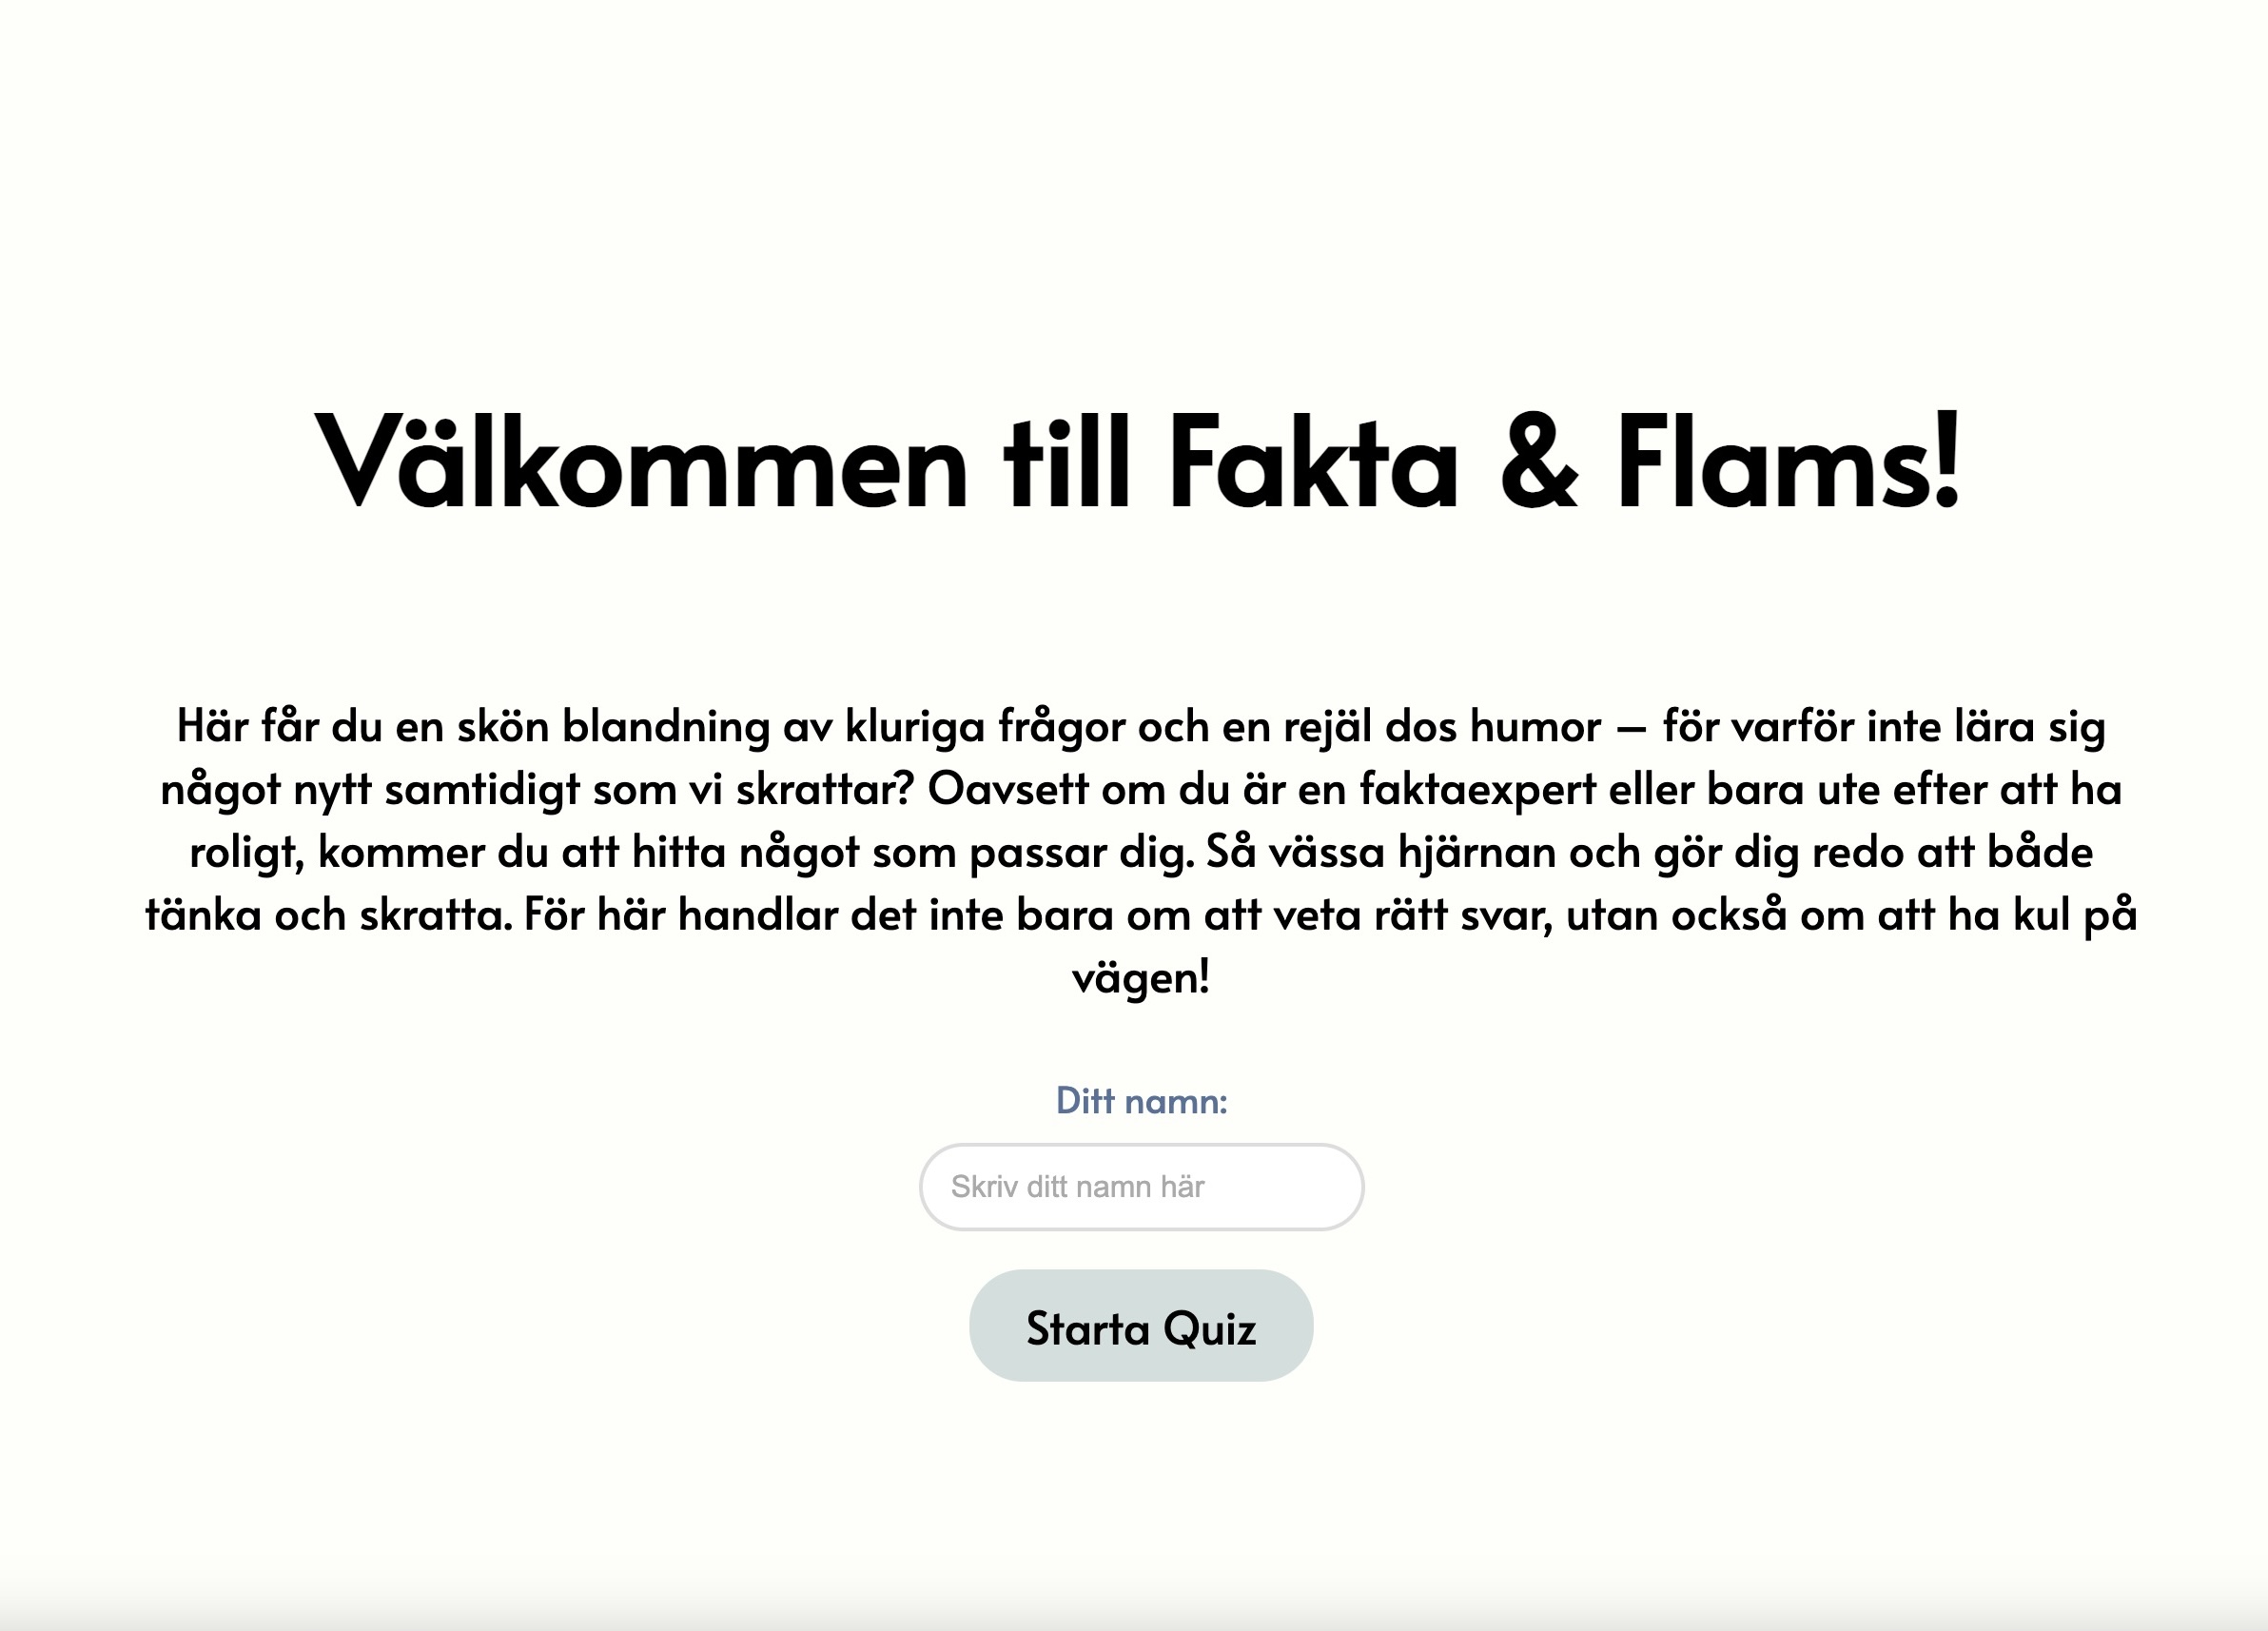 Välkommen till Fakta & Flams!
Här får du en skön blandning av kluriga frågor och en rejäl dos humor – för varför inte lära sig
något nytt samtidigt som vi skrattar? Oavsett om du är en faktaexpert eller bara ute efter att ha
roligt, kommer du att hitta något som passar dig. Så vässa hjärnan och gör dig redo att både
tänka och skratta. För här handlar det inte bara om att veta rätt svar, utan också om att ha kul på
vägen!
Ditt namn:
Skriv ditt namn här
Starta Quiz